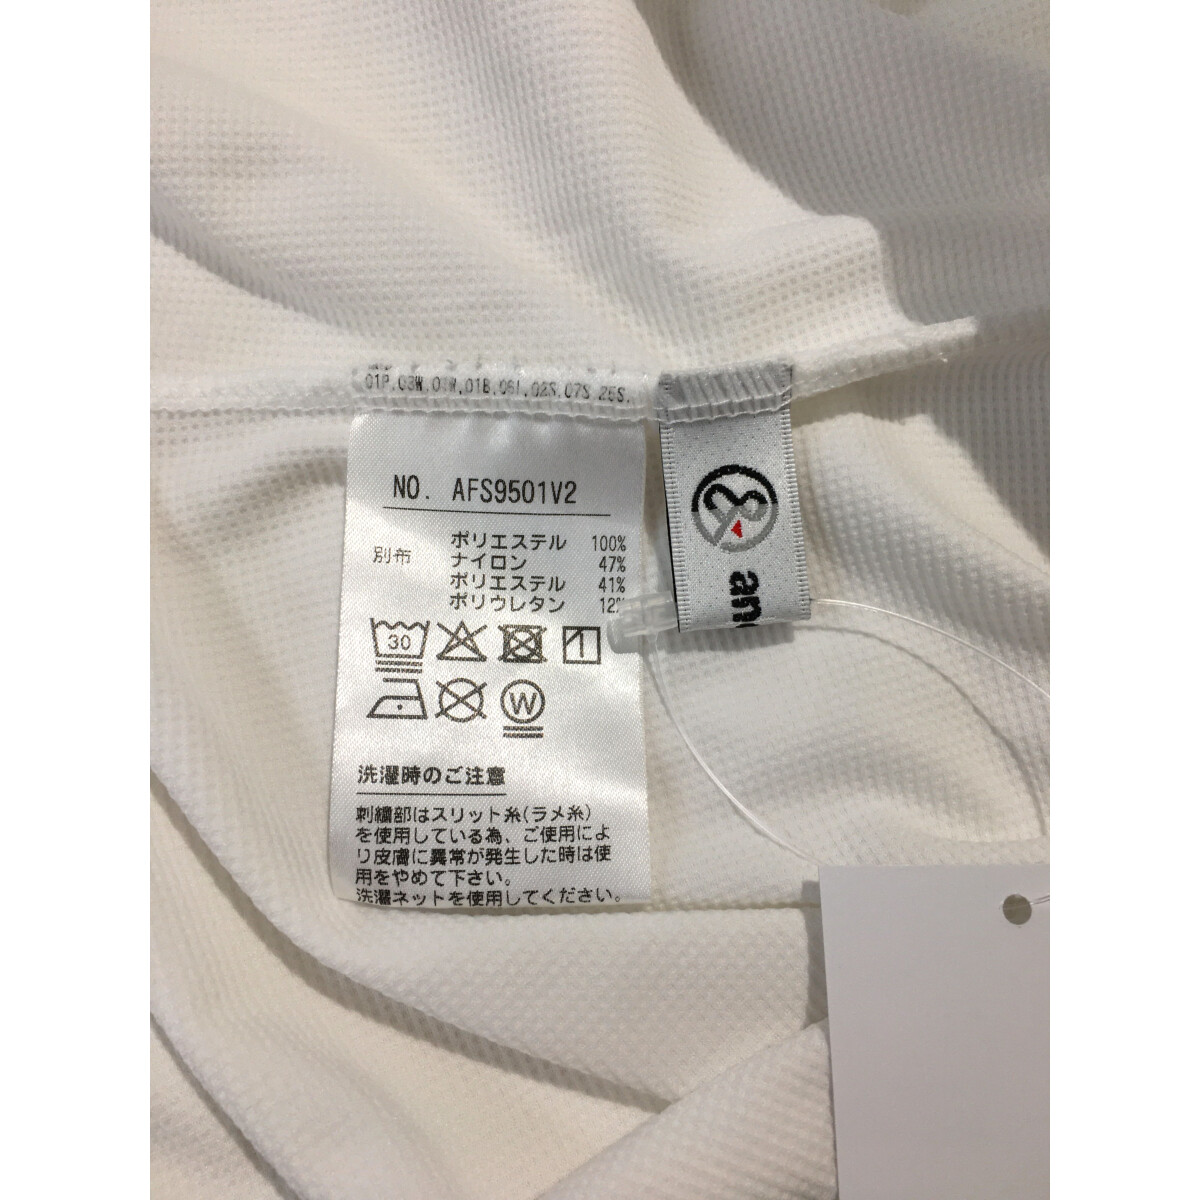 01P.03W.01W.01B.06I.02S.07S 26S.
NO. AFS9501V2
ポリエステル 100%
別布 ナイロン 47%
ポリエステル 41%
ポリウレタン 12%
30
1
W
洗濯時のご注意
刺繍部はスリット糸(ラメ糸)
を使用している為、ご使用によ
リ皮膚に異常が発生した時は使
用をやめて下さい。
洗濯ネットを使用してください。
&
and